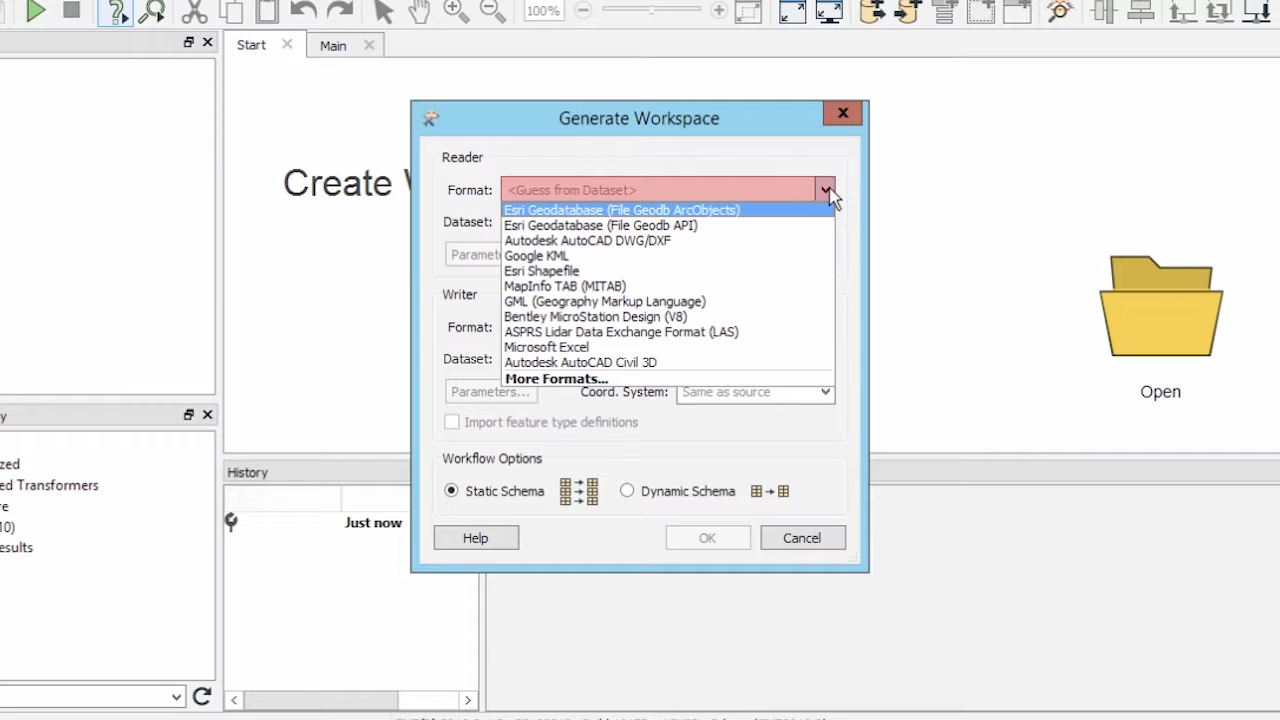 100%
Start
Main
Create
Generate Workspace
Reader
Format:
<Guess from Dataset>
Esri Geodatabase (File Geodb ArcObjects)
Dataset:
Esri Geodatabase (File Geodb API)
Autodesk AutoCAD DWG/DXF
Google KML
Esri Shapefile
MapInfo TAB (MITAB)
GML (Geography Markup Language)
Bentley MicroStation Design (V8)
ASPRS Lidar Data Exchange Format (LAS)
Microsoft Excel
Autodesk AutoCAD Civil 3D
More Formats...
Paramet
Writer
Format:
Dataset:
Parameters...
Coord. System:
Same as source
Import feature type definitions
Workflow Options
Static Schema
Dynamic Schema
Help
OK
Cancel
Open
y
zed
ed Transformers
re
10)
esults
History
Just now